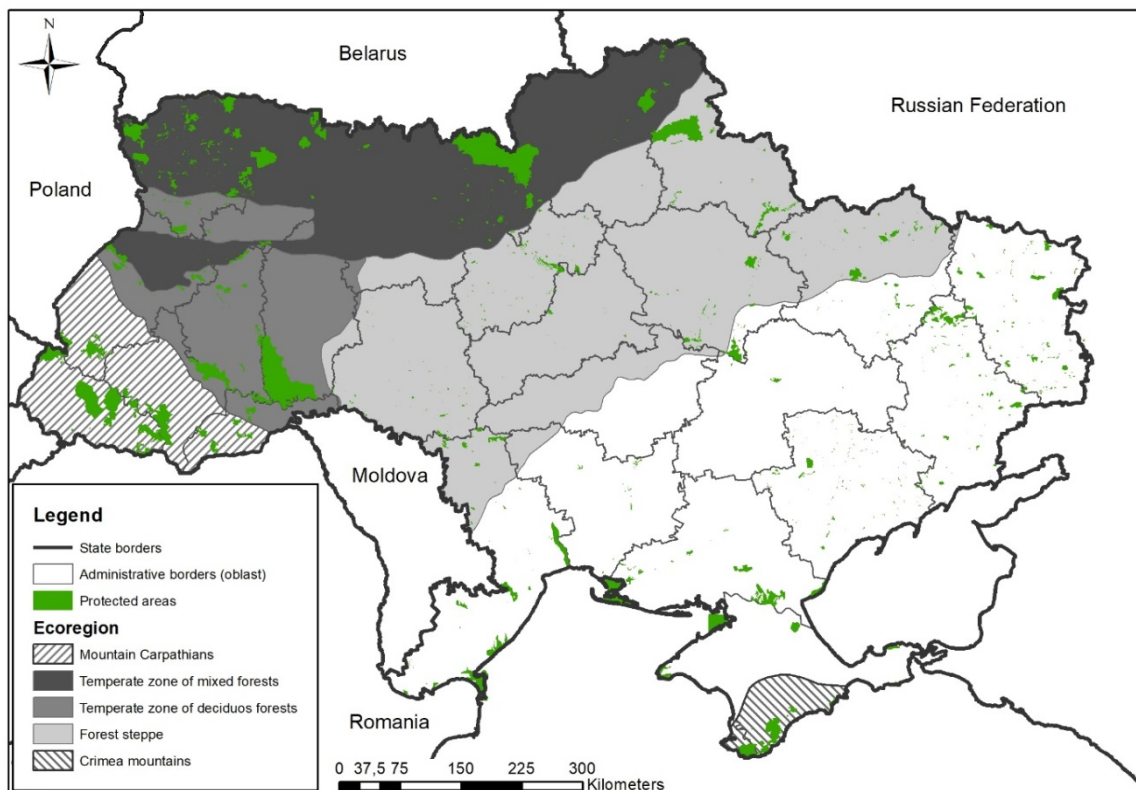 N
Belarus
Russian Federation
Poland
Moldova
Romania
Legend
State borders
Administrative borders (oblast)
Protected areas
Ecoregion
Mountain Carpathians
Temperate zone of mixed forests
Temperate zone of deciduos forests
Forest steppe
Crimea mountains
0 37,5 75 150 225 300
Kilometers